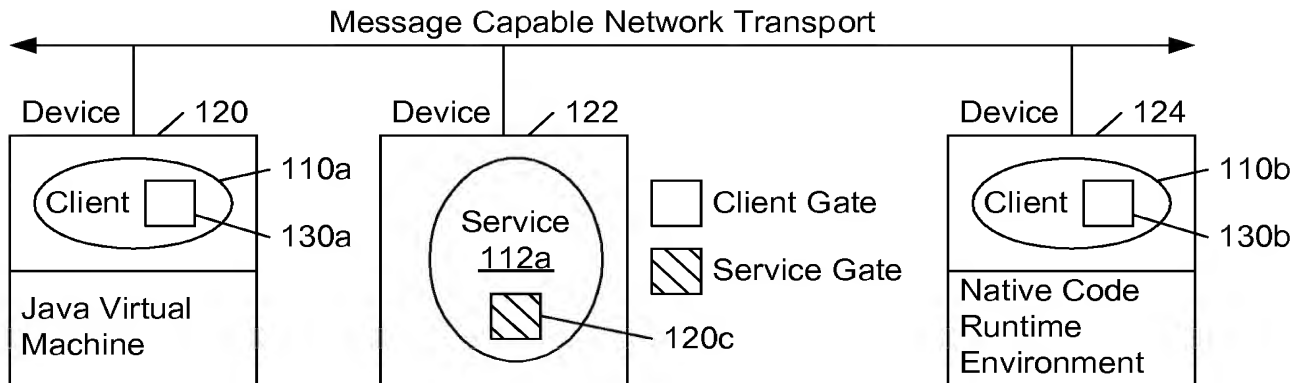 Message Capable Network Transport
Device
120
Device
122
Device
124
Client
110a
130a
Java Virtual
Machine
Service
112a
120c
Client Gate
Service Gate
Client
110b
130b
Native Code
Runtime
Environment